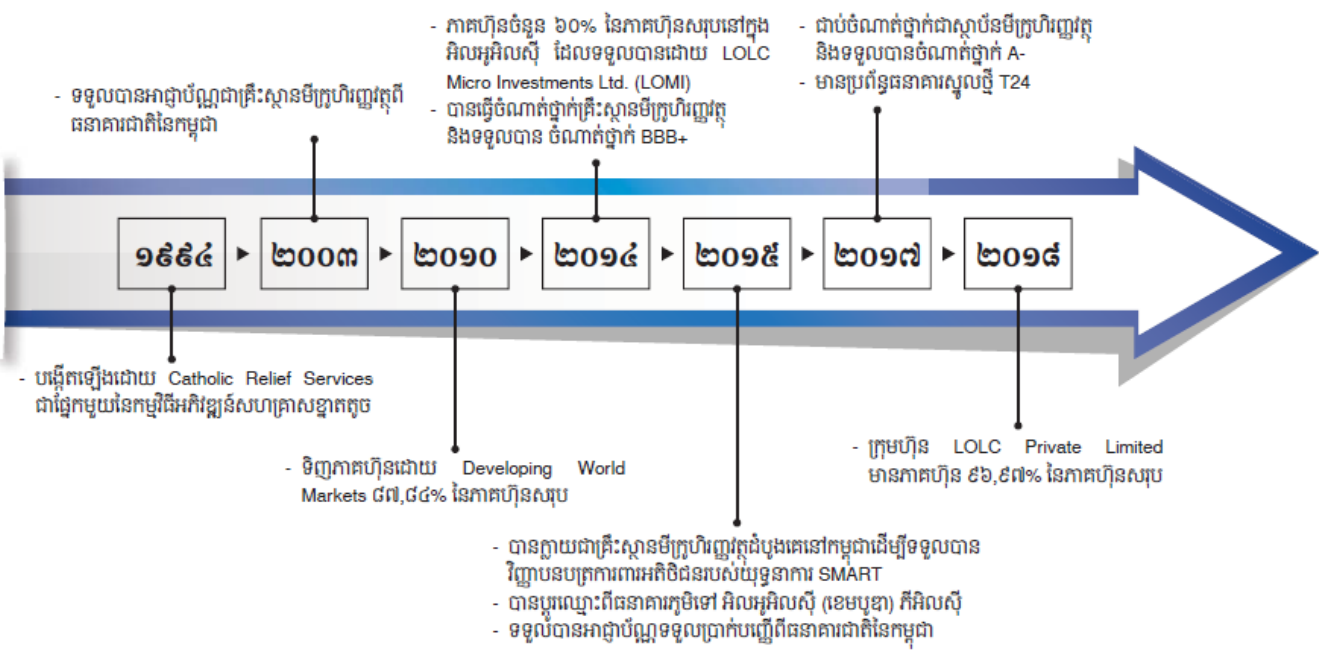 - ភាគហ៊ុនចំនួន ៦០% នៃភាគហ៊ុនសរុបនៅក្នុង
អិលអូអិលស៊ី ដែលទទួលបានដោយ LOLC
Micro Investments Ltd. (LOMI)
- បានធ្វើចំណាត់ថ្នាក់គ្រឹះស្ថានមីក្រូហិរញ្ញវត្ថុ
និងទទួលបាន ចំណាត់ថ្នាក់ BBB+
- ជាប់ចំណាត់ថ្នាក់ជាស្ថាប័នមីក្រូហិរញ្ញវត្ថុ
និងទទួលបានចំណាត់ថ្នាក់ A-
- មានប្រព័ន្ធធនាគារស្នូលថ្មី T24
- ទទួលបានអាជ្ញាប័ណ្ណជាគ្រឹះស្ថានមីក្រូហិរញ្ញវត្ថុពី
ធនាគារជាតិនៃកម្ពុជា
១៩៩៤
២០០៣
២០១០
២០១៤
២០១៥
២០១៧
២០១៨
- បង្កើតឡើងដោយ Catholic Relief Services
ជាផ្នែកមួយនៃកម្មវិធីអភិវឌ្ឍន៍សហគ្រាសខ្នាតតូច
- ទិញភាគហ៊ុនដោយ Developing World
Markets ៨៧,៨៤% នៃភាគហ៊ុនសរុប
- ក្រុមហ៊ុន LOLC Private Limited
មានភាគហ៊ុន ៩៦,៩៧% នៃភាគហ៊ុនសរុប
- បានក្លាយជាគ្រឹះស្ថានមីក្រូហិរញ្ញវត្ថុដំបូងគេនៅកម្ពុជាដើម្បីទទួលបាន
វិញ្ញាបនបត្រការពារអតិថិជនរបស់យុទ្ធនាការ SMART
- បានប្តូរឈ្មោះពីធនាគារភូមិទៅ អិលអូអិលស៊ី (ខេមបូឌា) ភីអិលស៊ី
- ទទួលបានអាជ្ញាប័ណ្ណទទួលប្រាក់បញ្ញើពីធនាគារជាតិនៃកម្ពុជា